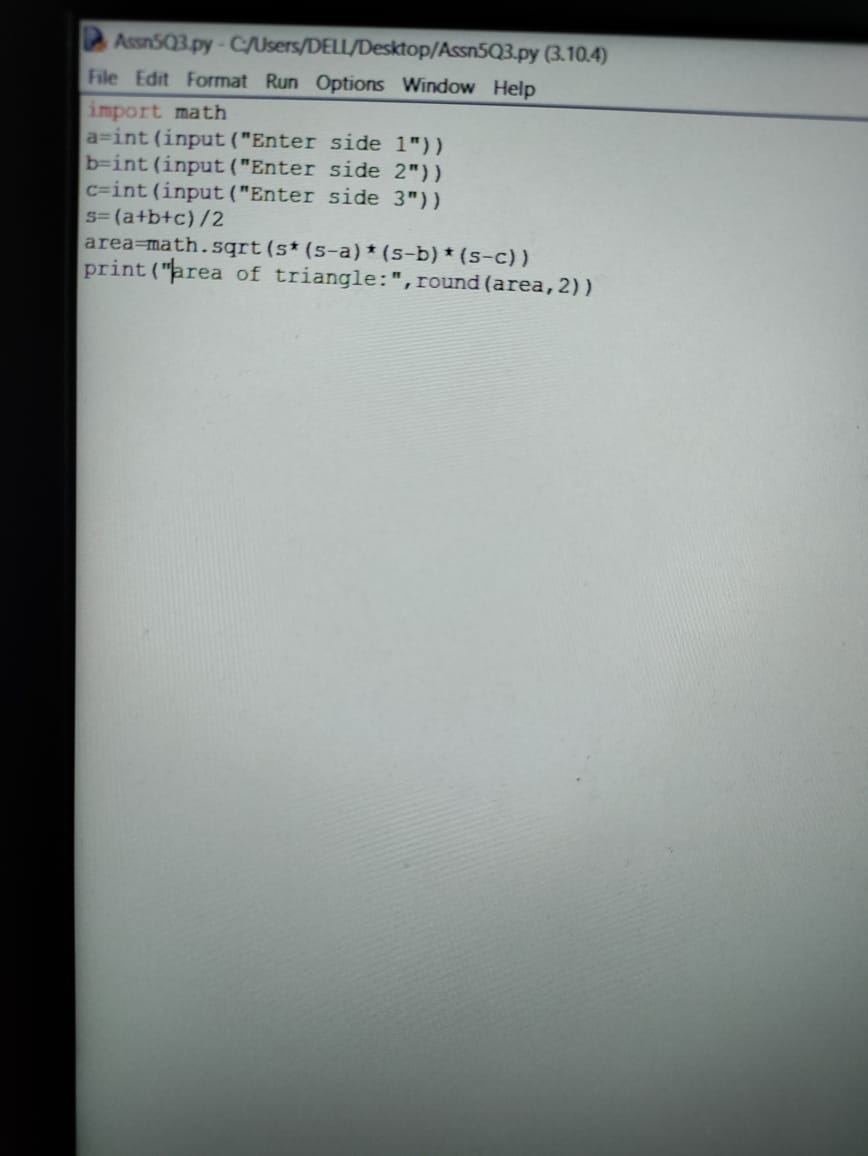 Assn5Q3.py - C:/Users/DELL/Desktop/Assn5Q3.py (3.10.4)
File Edit Format Run Options Window Help
import math
a=int(input("Enter side 1"))
b=int(input("Enter side 2"))
c=int(input("Enter side 3"))
s=(a+b+c)/2
area=math.sqrt(s*(s-a)*(s-b)*(s-c))
print("area of triangle:",round(area,2))